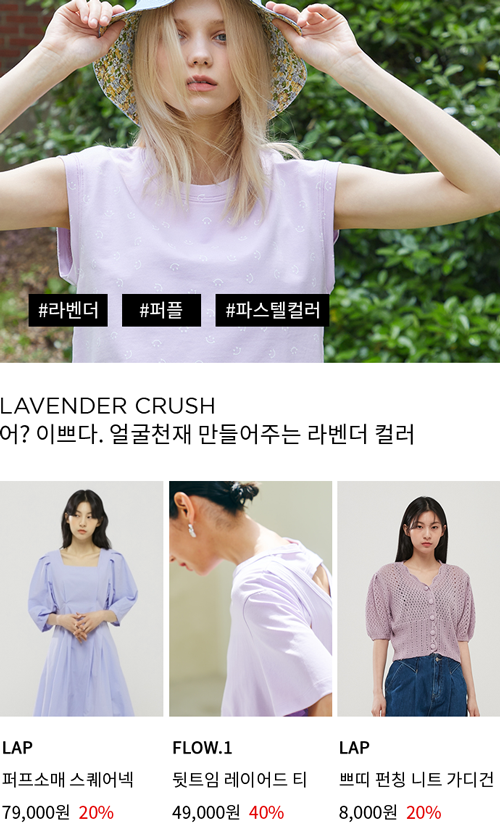 #라벤더 #퍼플 #파스텔컬러
LAVENDER CRUSH
어? 이쁘다. 얼굴천재 만들어주는 라벤더 컬러
LAP
퍼프소매 스퀘어넥
79,000원 20%
FLOW.1
뒷트임 레이어드 티
49,000원 40%
LAP
쁘띠 펀칭 니트 가디건
8,000원 20%